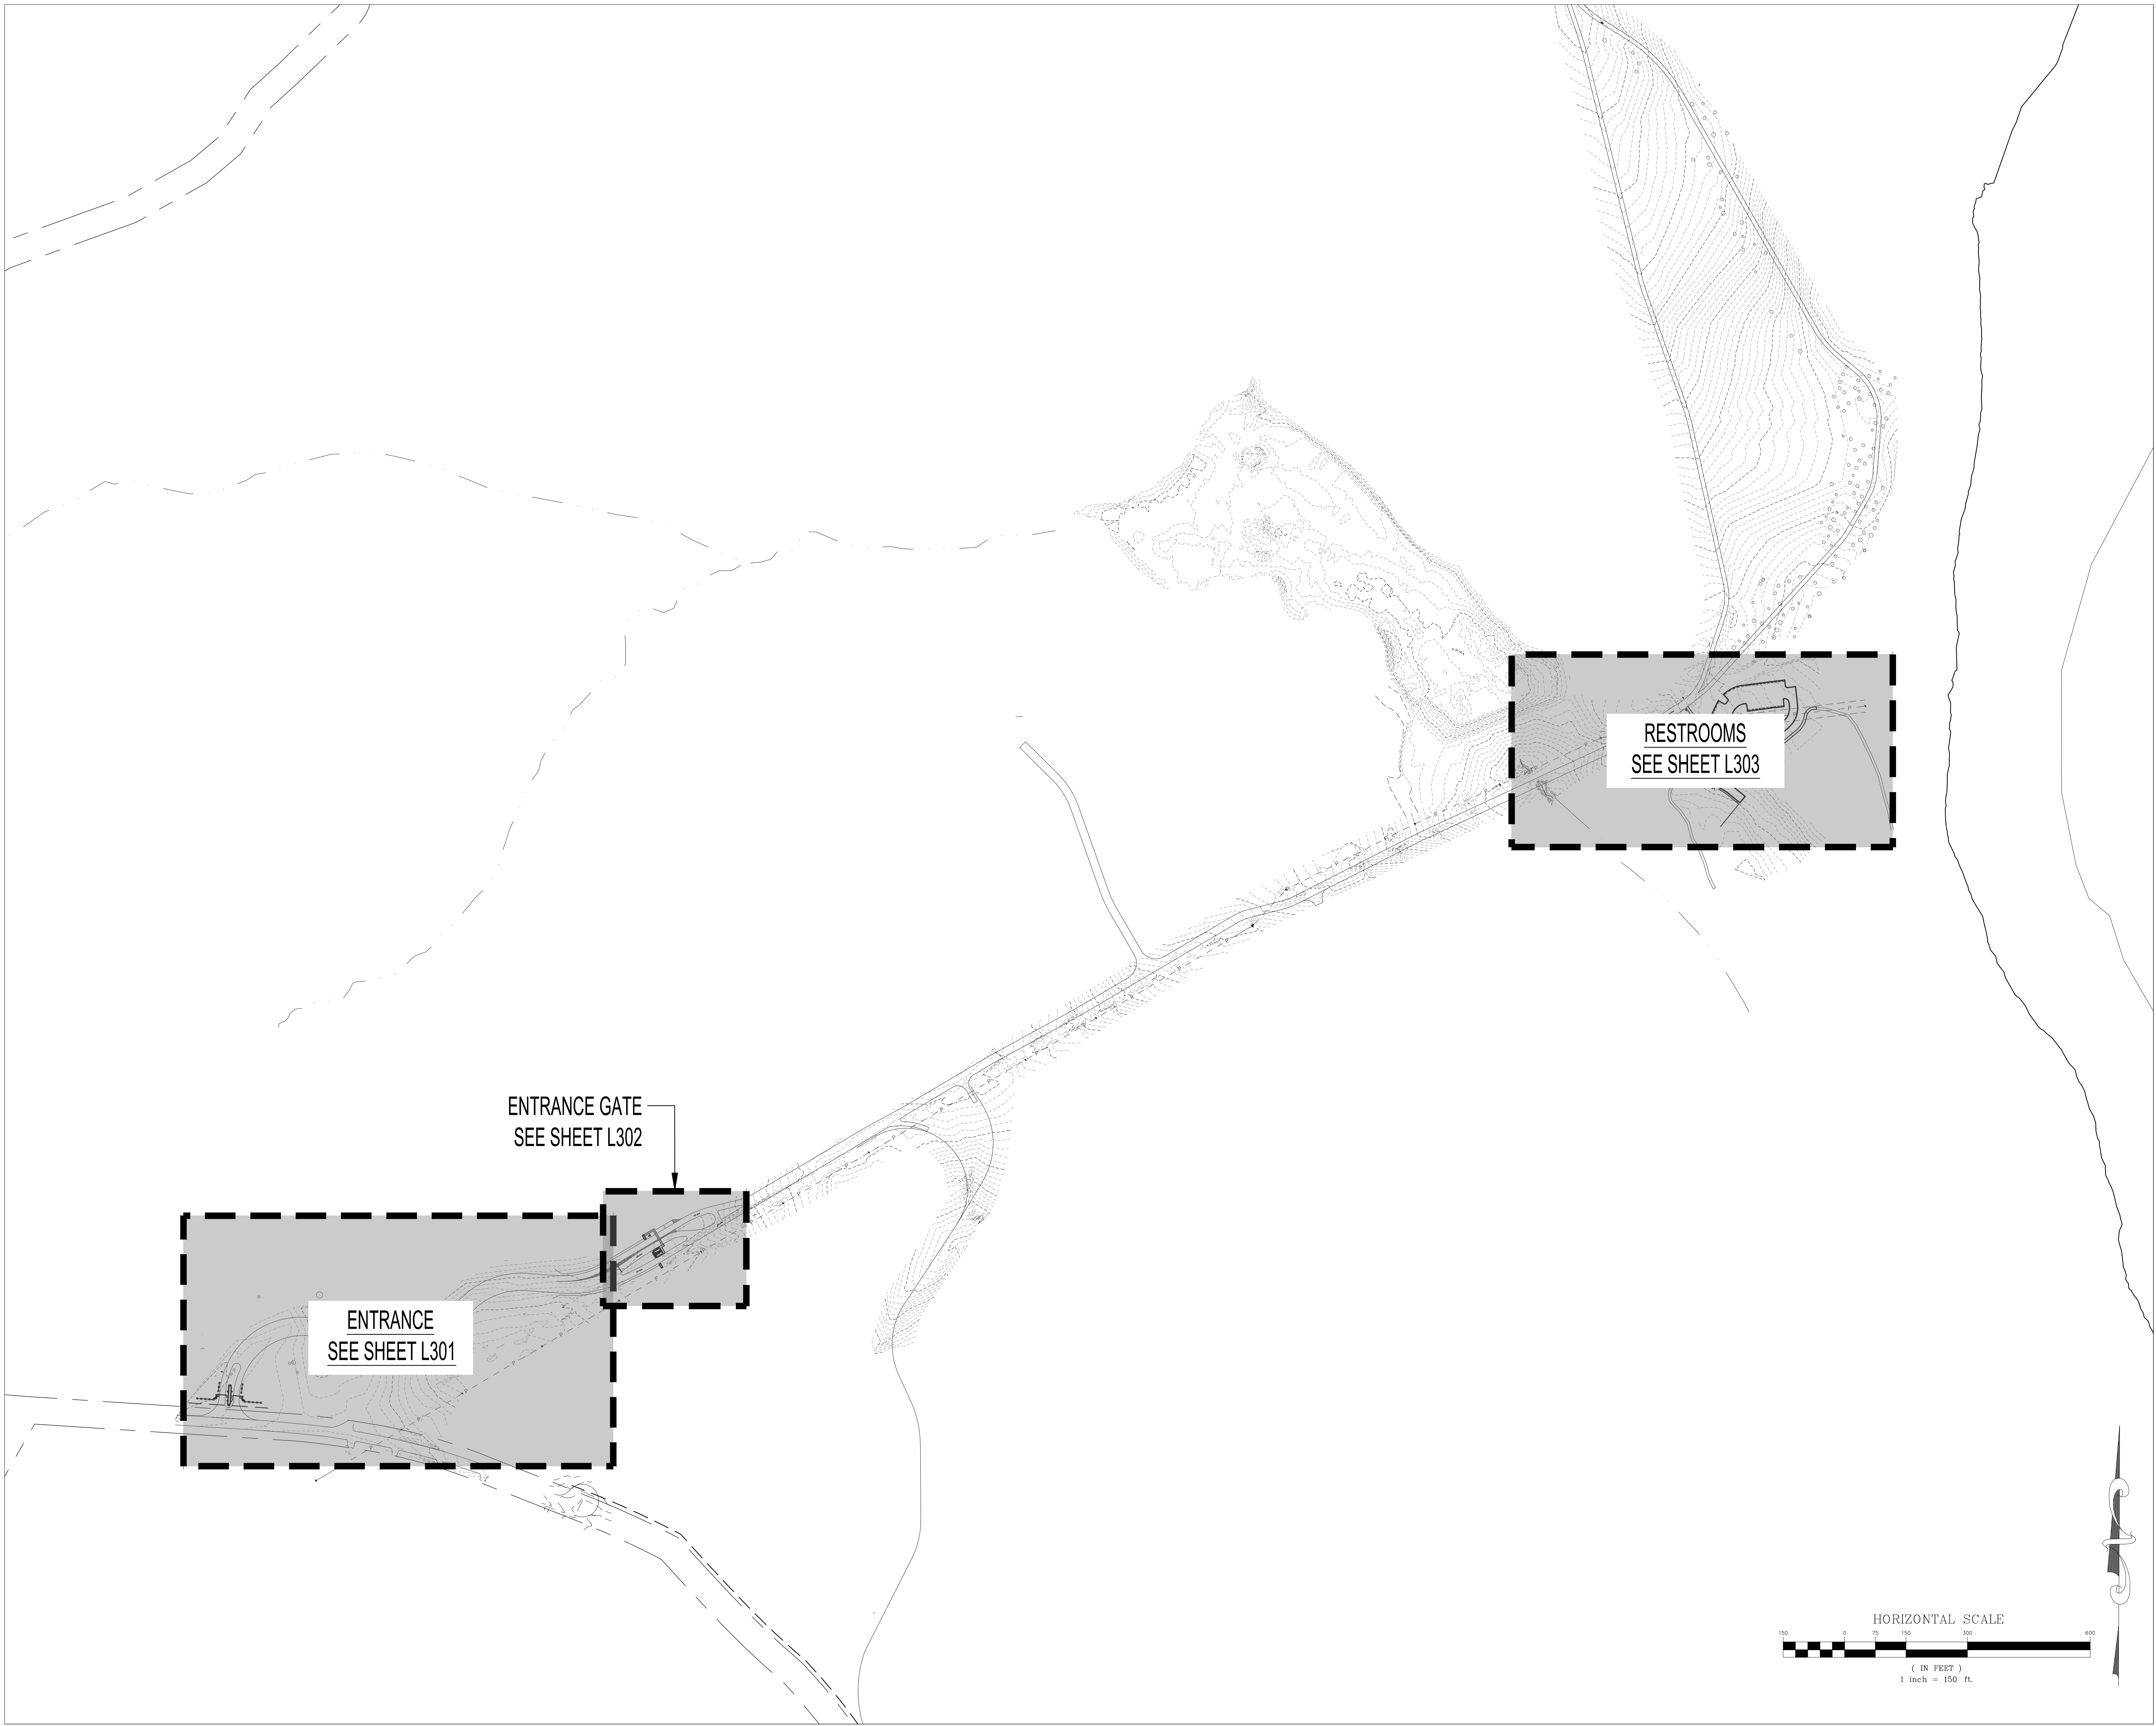 RESTROOMS
SEE SHEET L303
ENTRANCE GATE
SEE SHEET L302
ENTRANCE
SEE SHEET L301
HORIZONTAL SCALE
150 0 75 150 300 600
( IN FEET )
1 inch = 150 ft.